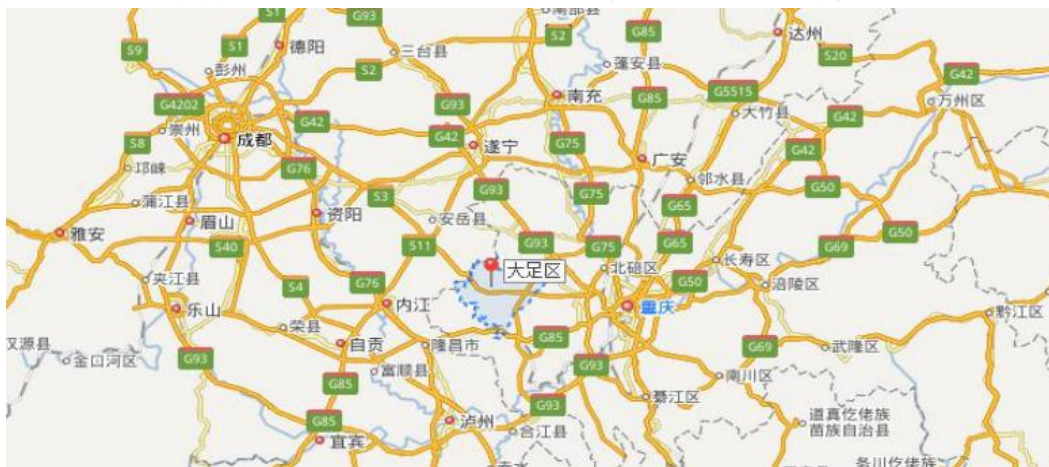 S1
G93
南部县
G85
达州
S9
S1
德阳
三台县
S2
S20
彭州
S2
蓬安县
G42
G4202
G93
南充
G85
G5515
大竹县
万州区
崇州
成都
G42
G42
遂宁
G75
G42
S8
G76
广安
G42
邛崃
S3
G93
G75
邻水县
G50
蒲江县
眉山
资阳
安岳县
G65
雅安
S40
S11
G93
G75
G65
G69
G50
大足区
北碚区
长寿区
夹江县
S4
G76
内江
G50
涪陵区
乐山
荣县
重庆
黔江区
汉源县
金口河区
自贡
隆昌市
G85
G69
武隆区
G93
富顺县
G93
南川区
G85
G93
綦江区
G85
泸州
合江县
道真仡佬族
苗族自治县
宜宾
务川仡佬族